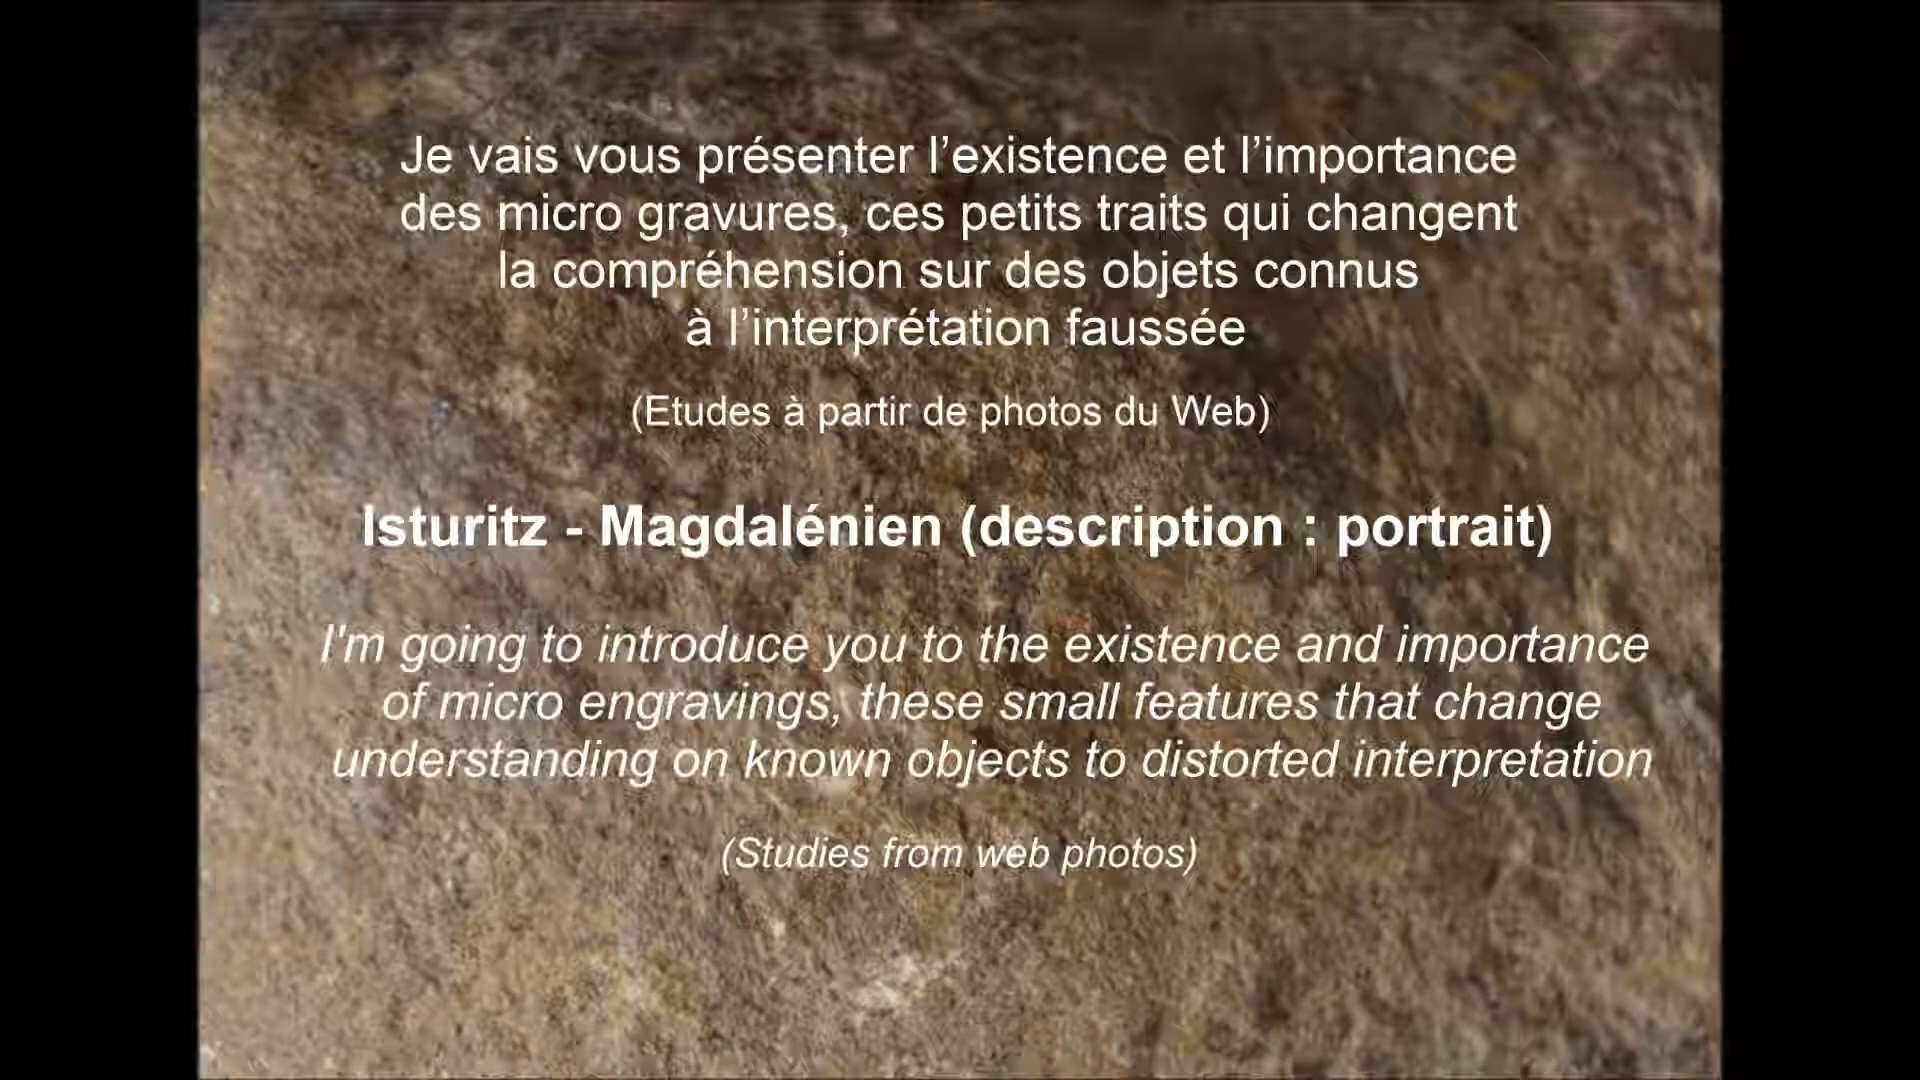 Je vais vous présenter l’existence et l’importance
des micro gravures, ces petits traits qui changent
la compréhension sur des objets connus
à l’interprétation faussée
(Etudes à partir de photos du Web)
Isturitz - Magdalénien (description : portrait)
I'm going to introduce you to the existence and importance
of micro engravings, these small features that change
understanding on known objects to distorted interpretation
(Studies from web photos)